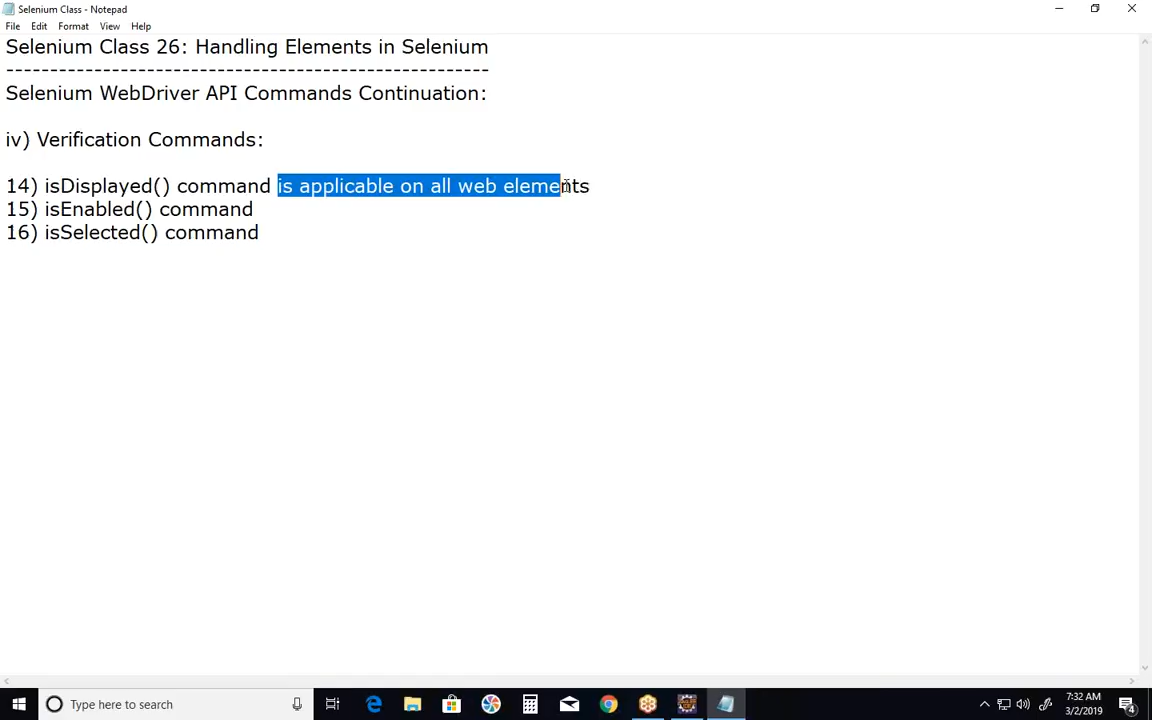 Selenium Class - Notepad
File Edit Format View Help
Selenium Class 26: Handling Elements in Selenium
-------------------------------------------------------
Selenium WebDriver API Commands Continuation:
iv) Verification Commands:
14) isDisplayed() command is applicable on all web elements
15) isEnabled() command
16) isSelected() command
Type here to search
7:32 AM
3/2/2019
4